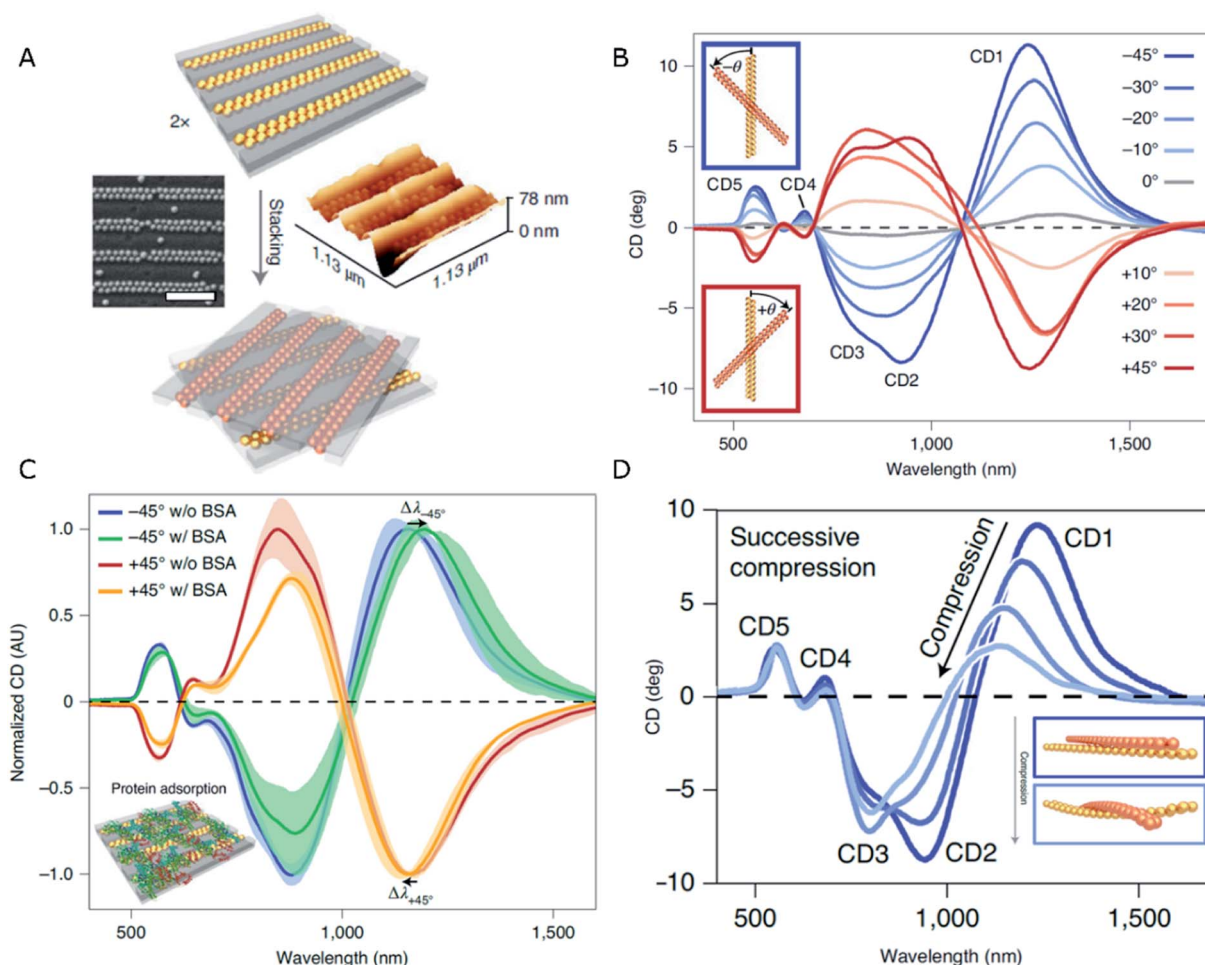 A
2×
Stacking
78 nm
0 nm
1.13 μm
1.13 μm
B
10
5
0
−5
−10
CD (deg)
500
1,000
1,500
Wavelength (nm)
−θ
+θ
CD1
CD5
CD4
CD3
CD2
−45°
−30°
−20°
−10°
0°
+10°
+20°
+30°
+45°
C
−45° w/o BSA
−45° w/ BSA
+45° w/o BSA
+45° w/ BSA
Δλ−45°
Δλ+45°
1.0
0.5
0
−0.5
−1.0
Normalized CD (AU)
Protein adsorption
500
1,000
1,500
Wavelength (nm)
D
10
5
0
−5
−10
CD (deg)
Successive
compression
Compression
CD1
CD5
CD4
CD3
CD2
Compression
500
1,000
1,500
Wavelength (nm)